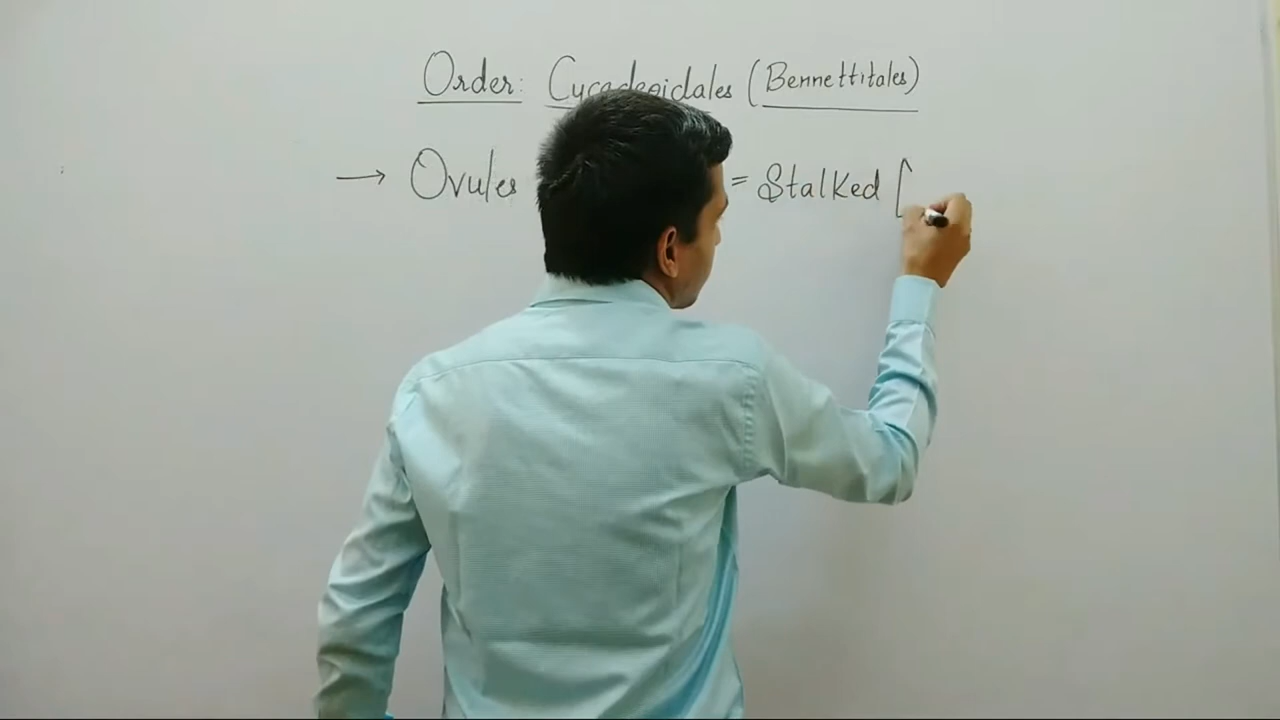 Order: Cycadeoidales (Bennettitales)
→ Ovules = Stalked [